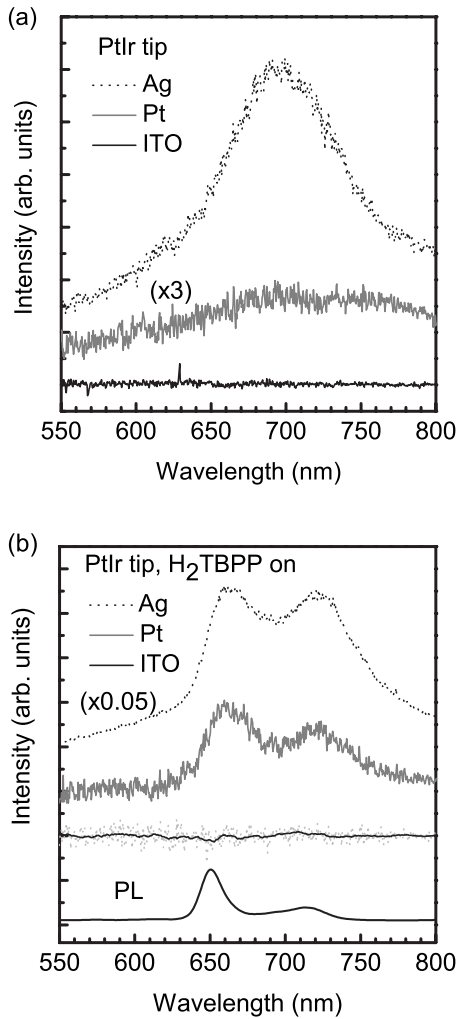 (a)
PtIr tip
Ag
Pt
ITO
(x3)
Intensity (arb. units)
550 600 650 700 750 800
Wavelength (nm)
(b)
PtIr tip, H2TBPP on
Ag
Pt
ITO
(x0.05)
PL
Intensity (arb. units)
550 600 650 700 750 800
Wavelength (nm)